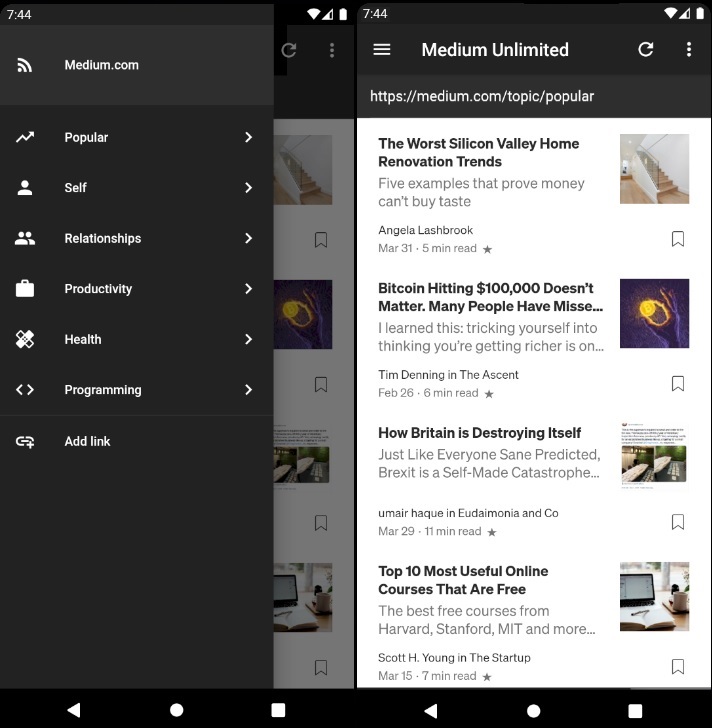 7:44
Medium.com
Popular
Self
Relationships
Productivity
Health
Programming
Add link
7:44
Medium Unlimited
https://medium.com/topic/popular
The Worst Silicon Valley Home
Renovation Trends
Five examples that prove money
can't buy taste
Angela Lashbrook
Mar 31 · 5 min read ★
Bitcoin Hitting $100,000 Doesn't
Matter. Many People Have Misse...
I learned this: tricking yourself into
thinking you're getting richer is on...
Tim Denning in The Ascent
Feb 26 · 6 min read ★
How Britain is Destroying Itself
Just Like Everyone Sane Predicted,
Brexit is a Self-Made Catastrophe...
umair haque in Eudaimonia and Co
Mar 29 · 11 min read ★
Top 10 Most Useful Online
Courses That Are Free
The best free courses from
Harvard, Stanford, MIT and more...
Scott H. Young in The Startup
Mar 15 · 7 min read ★